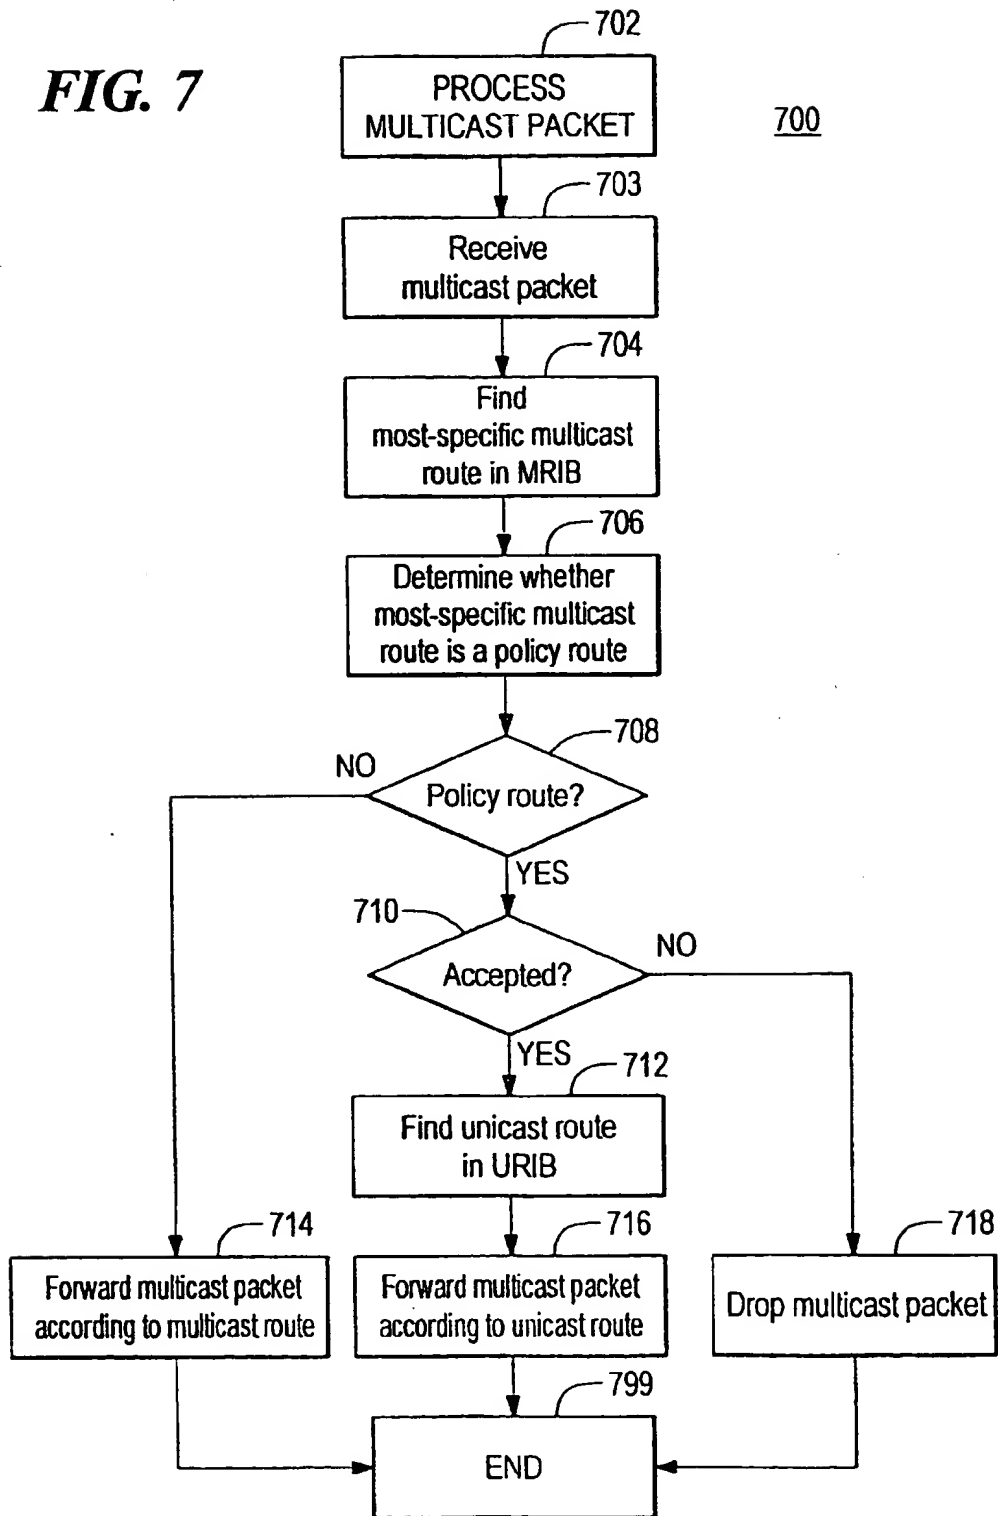 FIG. 7
702
PROCESS
MULTICAST PACKET
700
703
Receive
multicast packet
704
Find
most-specific multicast
route in MRIB
706
Determine whether
most-specific multicast
route is a policy route
708
NO
Policy route?
YES
710
NO
Accepted?
YES
712
Find unicast route
in URIB
714
716
718
Forward multicast packet
according to multicast route
Forward multicast packet
according to unicast route
Drop multicast packet
799
END